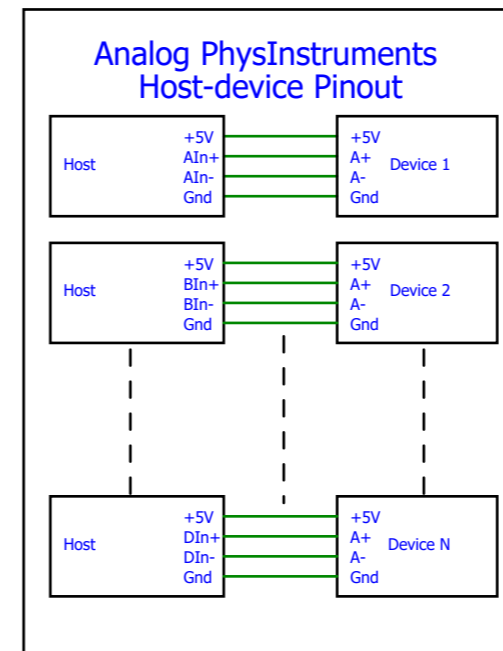 Analog PhysInstruments
Host-device Pinout
Host
+5V
AIn+
AIn-
Gnd
+5V
A+
A-
Gnd
Device 1
Host
+5V
BIn+
BIn-
Gnd
+5V
A+
A-
Gnd
Device 2
Host
+5V
DIn+
DIn-
Gnd
+5V
A+
A-
Gnd
Device N